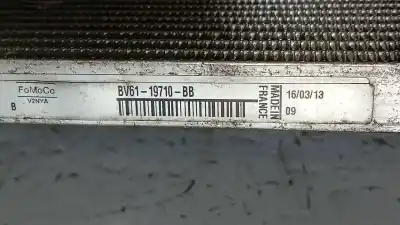 FoMoCo
V2NYA
B
BV61-19710-BB
MADE IN
FRANCE
16/03/13
09